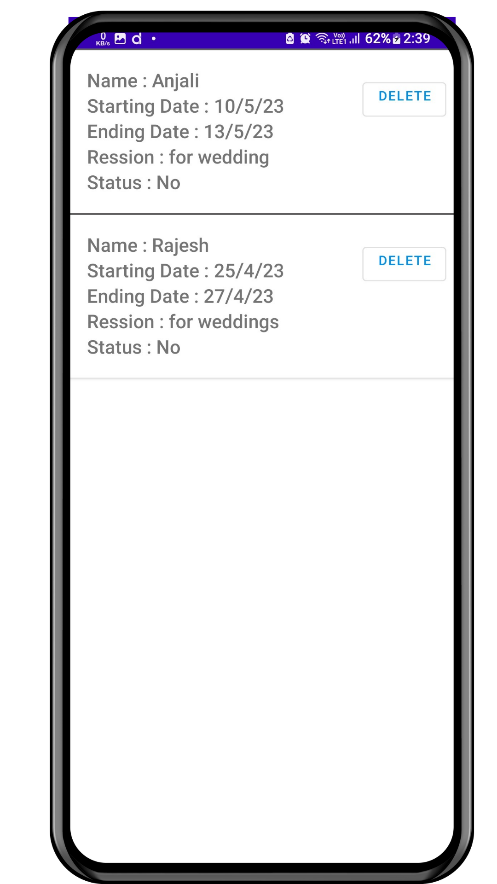 0
KB/s
Vo)
LTE1
62%
2:39
Name : Anjali
Starting Date : 10/5/23
Ending Date : 13/5/23
Ression : for wedding
Status : No
DELETE
Name : Rajesh
Starting Date : 25/4/23
Ending Date : 27/4/23
Ression : for weddings
Status : No
DELETE